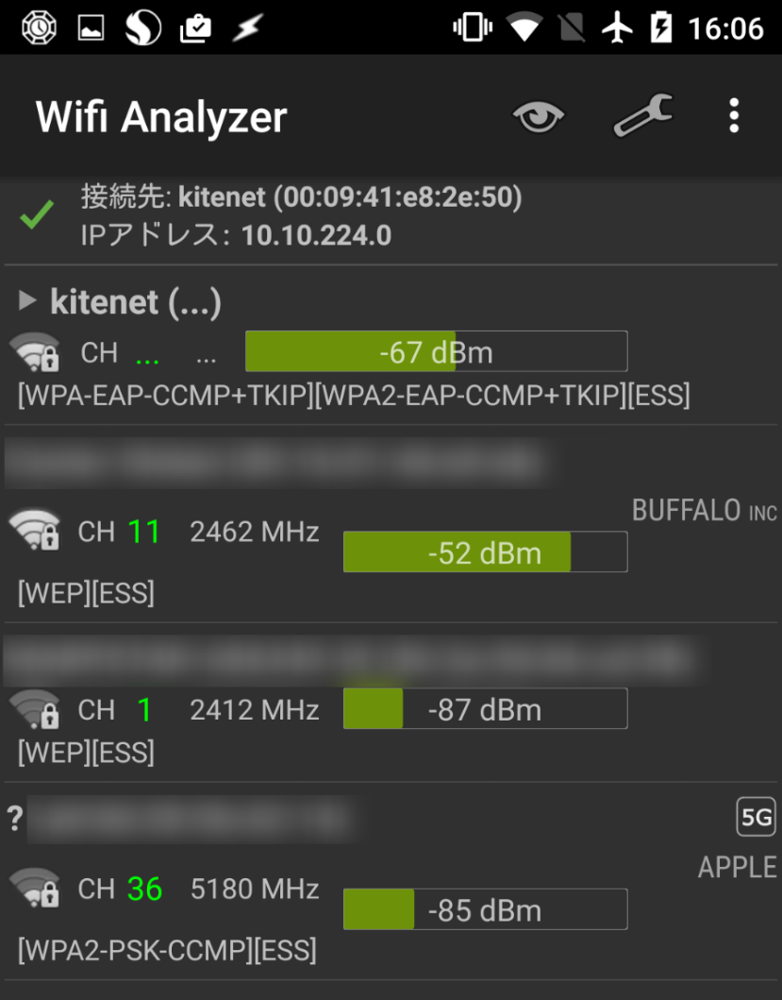 16:06
Wifi Analyzer
接続先: kitenet (00:09:41:e8:2e:50)
IPアドレス: 10.10.224.0
kitenet (...)
CH ... ... -67 dBm
[WPA-EAP-CCMP+TKIP][WPA2-EAP-CCMP+TKIP][ESS]
BUFFALO INC
CH 11 2462 MHz -52 dBm
[WEP][ESS]
CH 1 2412 MHz -87 dBm
[WEP][ESS]
?
5G
APPLE
CH 36 5180 MHz -85 dBm
[WPA2-PSK-CCMP][ESS]